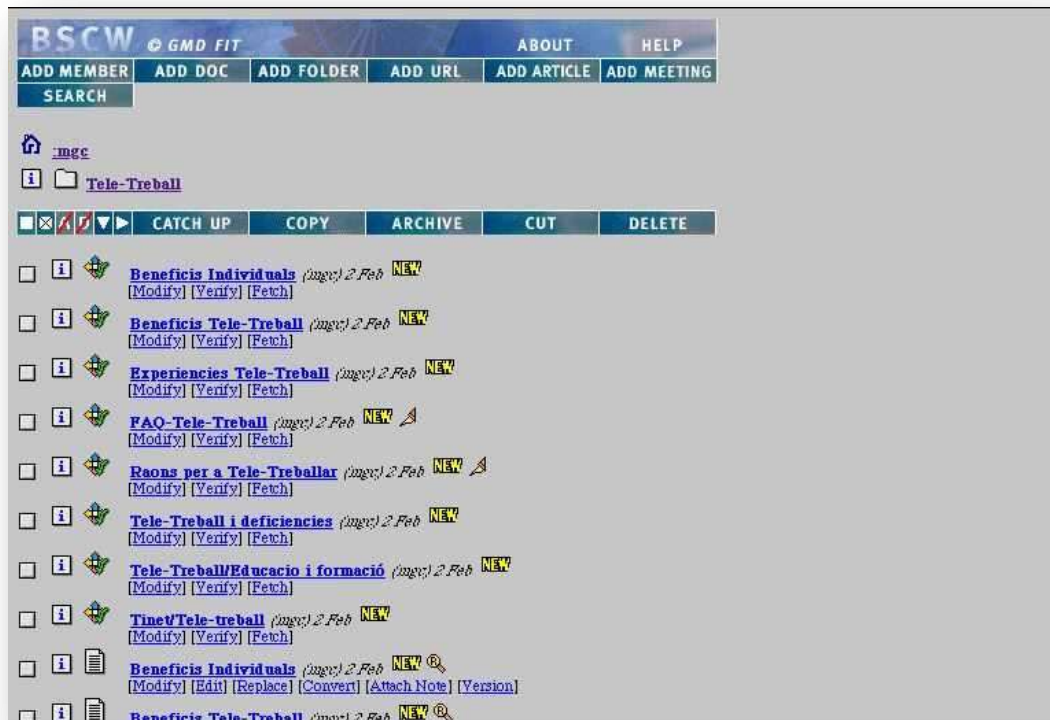 BSCW © GMD FIT ABOUT HELP
ADD MEMBER ADD DOC ADD FOLDER ADD URL ADD ARTICLE ADD MEETING
SEARCH
:mgc
i Tele-Treball
CATCH UP COPY ARCHIVE CUT DELETE
i Beneficis Individuals (mgc) 2 Feb NEW
[Modify] [Verify] [Fetch]
i Beneficis Tele-Treball (mgc) 2 Feb NEW
[Modify] [Verify] [Fetch]
i Experiencies Tele-Treball (mgc) 2 Feb NEW
[Modify] [Verify] [Fetch]
i FAQ-Tele-Treball (mgc) 2 Feb NEW
[Modify] [Verify] [Fetch]
i Raons per a Tele-Treballar (mgc) 2 Feb NEW
[Modify] [Verify] [Fetch]
i Tele-Treball i deficiencies (mgc) 2 Feb NEW
[Modify] [Verify] [Fetch]
i Tele-Treball/Educacio i formació (mgc) 2 Feb NEW
[Modify] [Verify] [Fetch]
i Tinet/Tele-treball (mgc) 2 Feb NEW
[Modify] [Verify] [Fetch]
i Beneficis Individuals (mgc) 2 Feb NEW
[Modify] [Edit] [Replace] [Convert] [Attach Note] [Version]
i Beneficis Tele-Treball (mgc) 2 Feb NEW